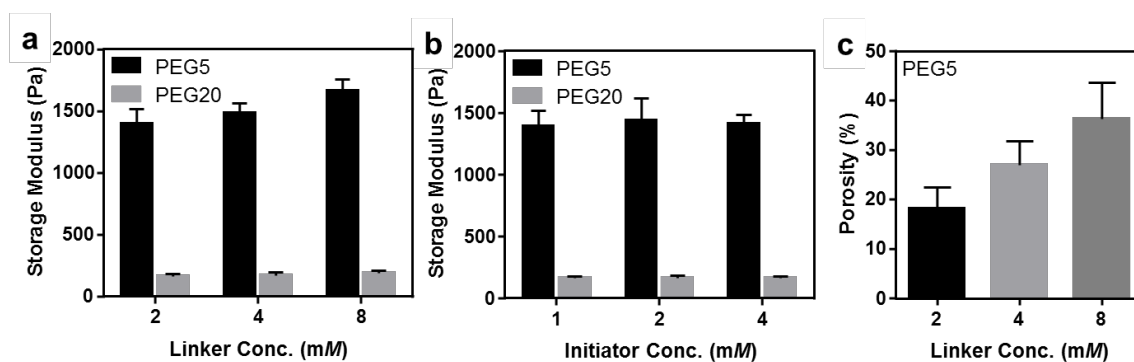 a
Storage Modulus (Pa)
2000
1500
1000
500
0
PEG5
PEG20
2 4 8
Linker Conc. (mM)
b
Storage Modulus (Pa)
2000
1500
1000
500
0
PEG5
PEG20
1 2 4
Initiator Conc. (mM)
c
Porosity (%)
50
40
30
20
10
0
PEG5
2 4 8
Linker Conc. (mM)